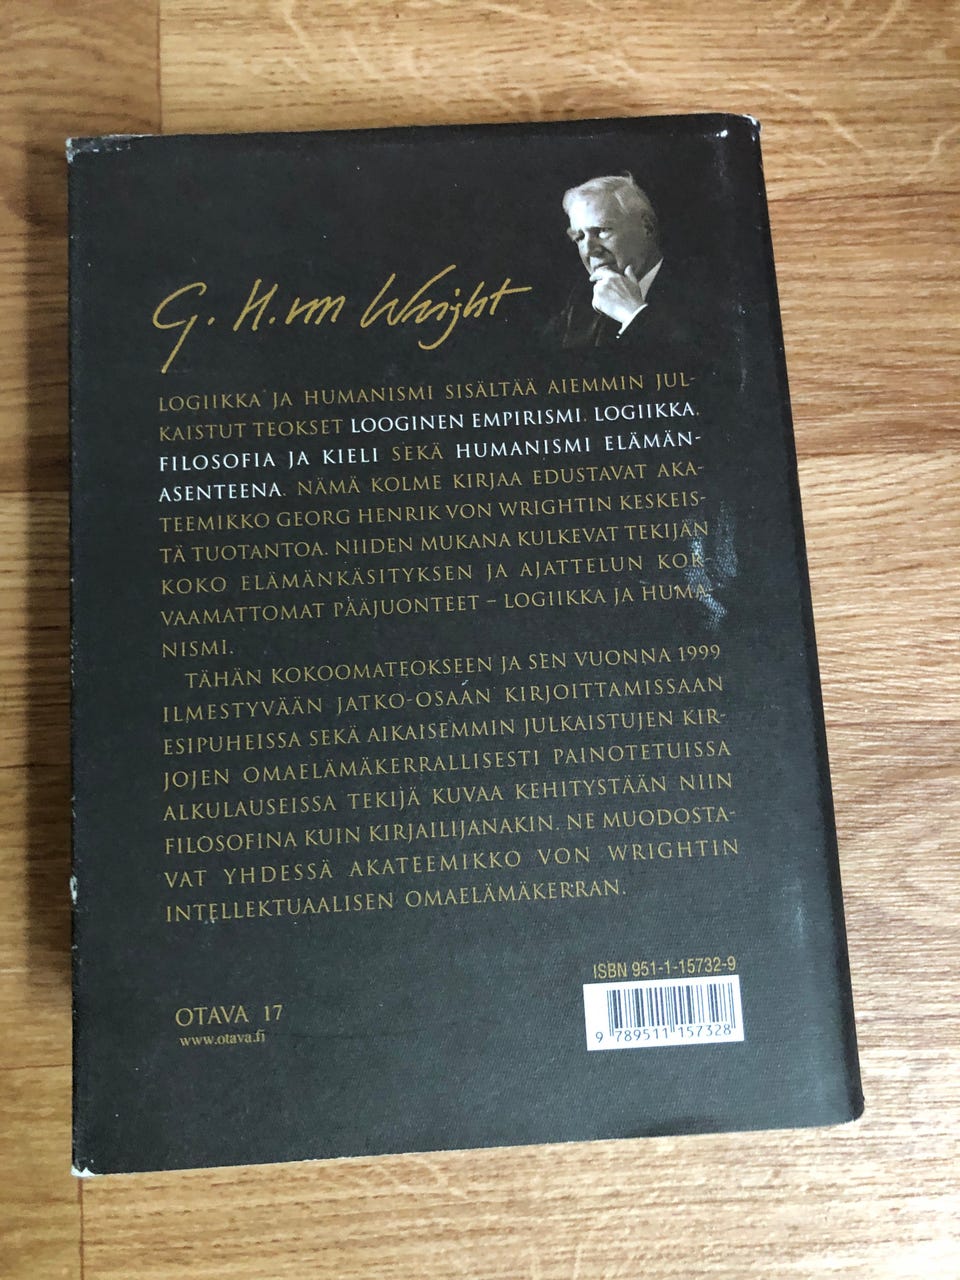 G. H. von Wright
LOGIIKKA JA HUMANISMI SISÄLTÄÄ AIEMMIN JUL-
KAISTUT TEOKSET LOOGINEN EMPIRISMI, LOGIIKKA,
FILOSOFIA JA KIELI SEKÄ HUMANISMI ELÄMÄN-
ASENTEENA. NÄMÄ KOLME KIRJAA EDUSTAVAT AKA-
TEEMIKKO GEORG HENRIK VON WRIGHTIN KESKEIS-
TÄ TUOTANTOA. NIIDEN MUKANA KULKEVAT TEKIJÄN
KOKO ELÄMÄNKÄSITYKSEN JA AJATTELUN KOR-
VAAMATTOMAT PÄÄJUONTEET – LOGIIKKA JA HUMA-
NISMI.
TÄHÄN KOKOOMATEOKSEEN JA SEN VUONNA 1999
ILMESTYVÄÄN JATKO-OSAAN KIRJOITTAMISSAAN
ESIPUHEISSA SEKÄ AIKAISEMMIN JULKAISTUJEN KIR-
JOJEN OMAELÄMÄKERRALLISESTI PAINOTETUISSA
ALKULAUSEISSA TEKIJÄ KUVAA KEHITYSTÄÄN NIIN
FILOSOFINA KUIN KIRJAILIJANAKIN. NE MUODOSTA-
VAT YHDESSÄ AKATEEMIKKO VON WRIGHTIN
INTELLEKTUAALISEN OMAELÄMÄKERRAN.
ISBN 951-1-15732-9
9 789511 157328
OTAVA 17
www.otava.fi